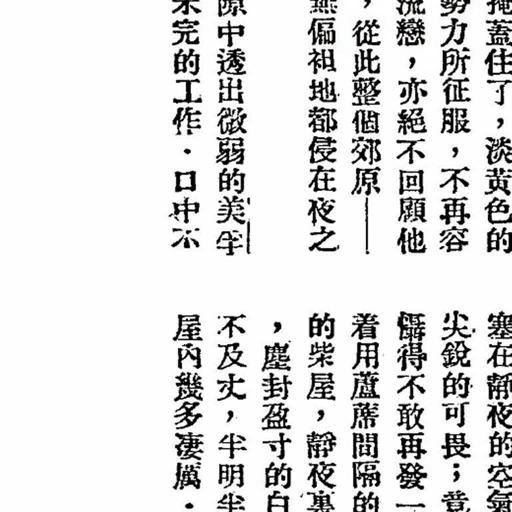 掩蓋住了，淡黃色的
勢力所征服，不再容
流戀，亦絕不回顧他
，從此整個郊原——
無偏袒地都侵在夜之
隙中透出微弱的美孚
未完的工作．口中不
塞在靜夜的空氣
尖銳的可畏；竟
懾得不敢再發一
着用蘆蓆間隔的
的柴屋，靜夜裏
，塵封盈寸的白
不及丈，半明半
屋內幾多凄厲．